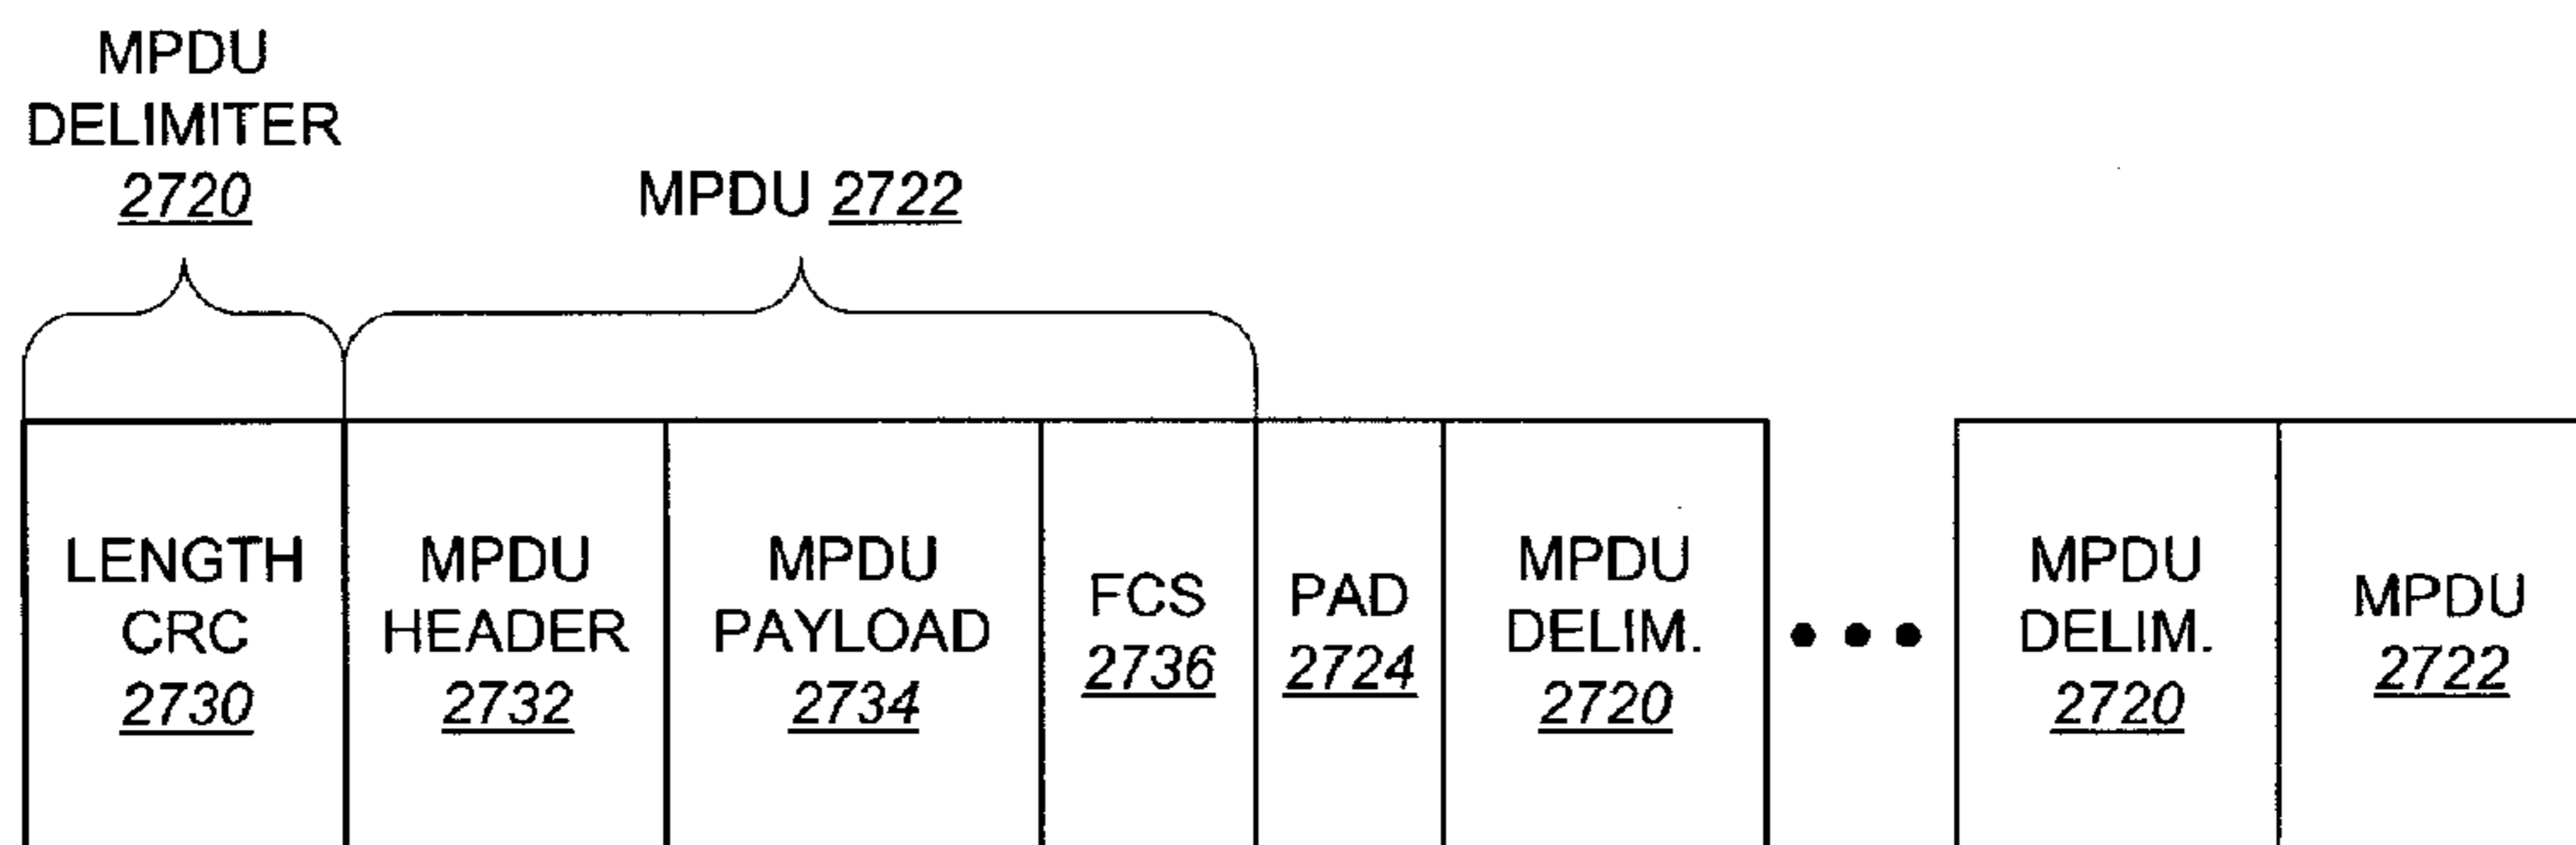 MPDU
DELIMITER
2720
MPDU 2722
LENGTH
CRC
2730
MPDU
HEADER
2732
MPDU
PAYLOAD
2734
FCS
2736
PAD
2724
MPDU
DELIM.
2720
MPDU
DELIM.
2720
MPDU
2722